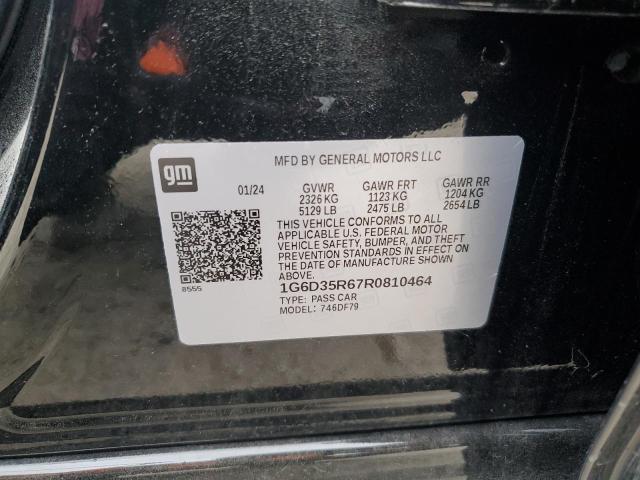 gm
MFD BY GENERAL MOTORS LLC
01/24 GVWR GAWR FRT GAWR RR
2326 KG 1123 KG 1204 KG
5129 LB 2475 LB 2654 LB
THIS VEHICLE CONFORMS TO ALL
APPLICABLE U.S. FEDERAL MOTOR
VEHICLE SAFETY, BUMPER, AND THEFT
PREVENTION STANDARDS IN EFFECT ON
THE DATE OF MANUFACTURE SHOWN
ABOVE.
8555
1G6D35R67R0810464
TYPE: PASS CAR
MODEL: 746DF79